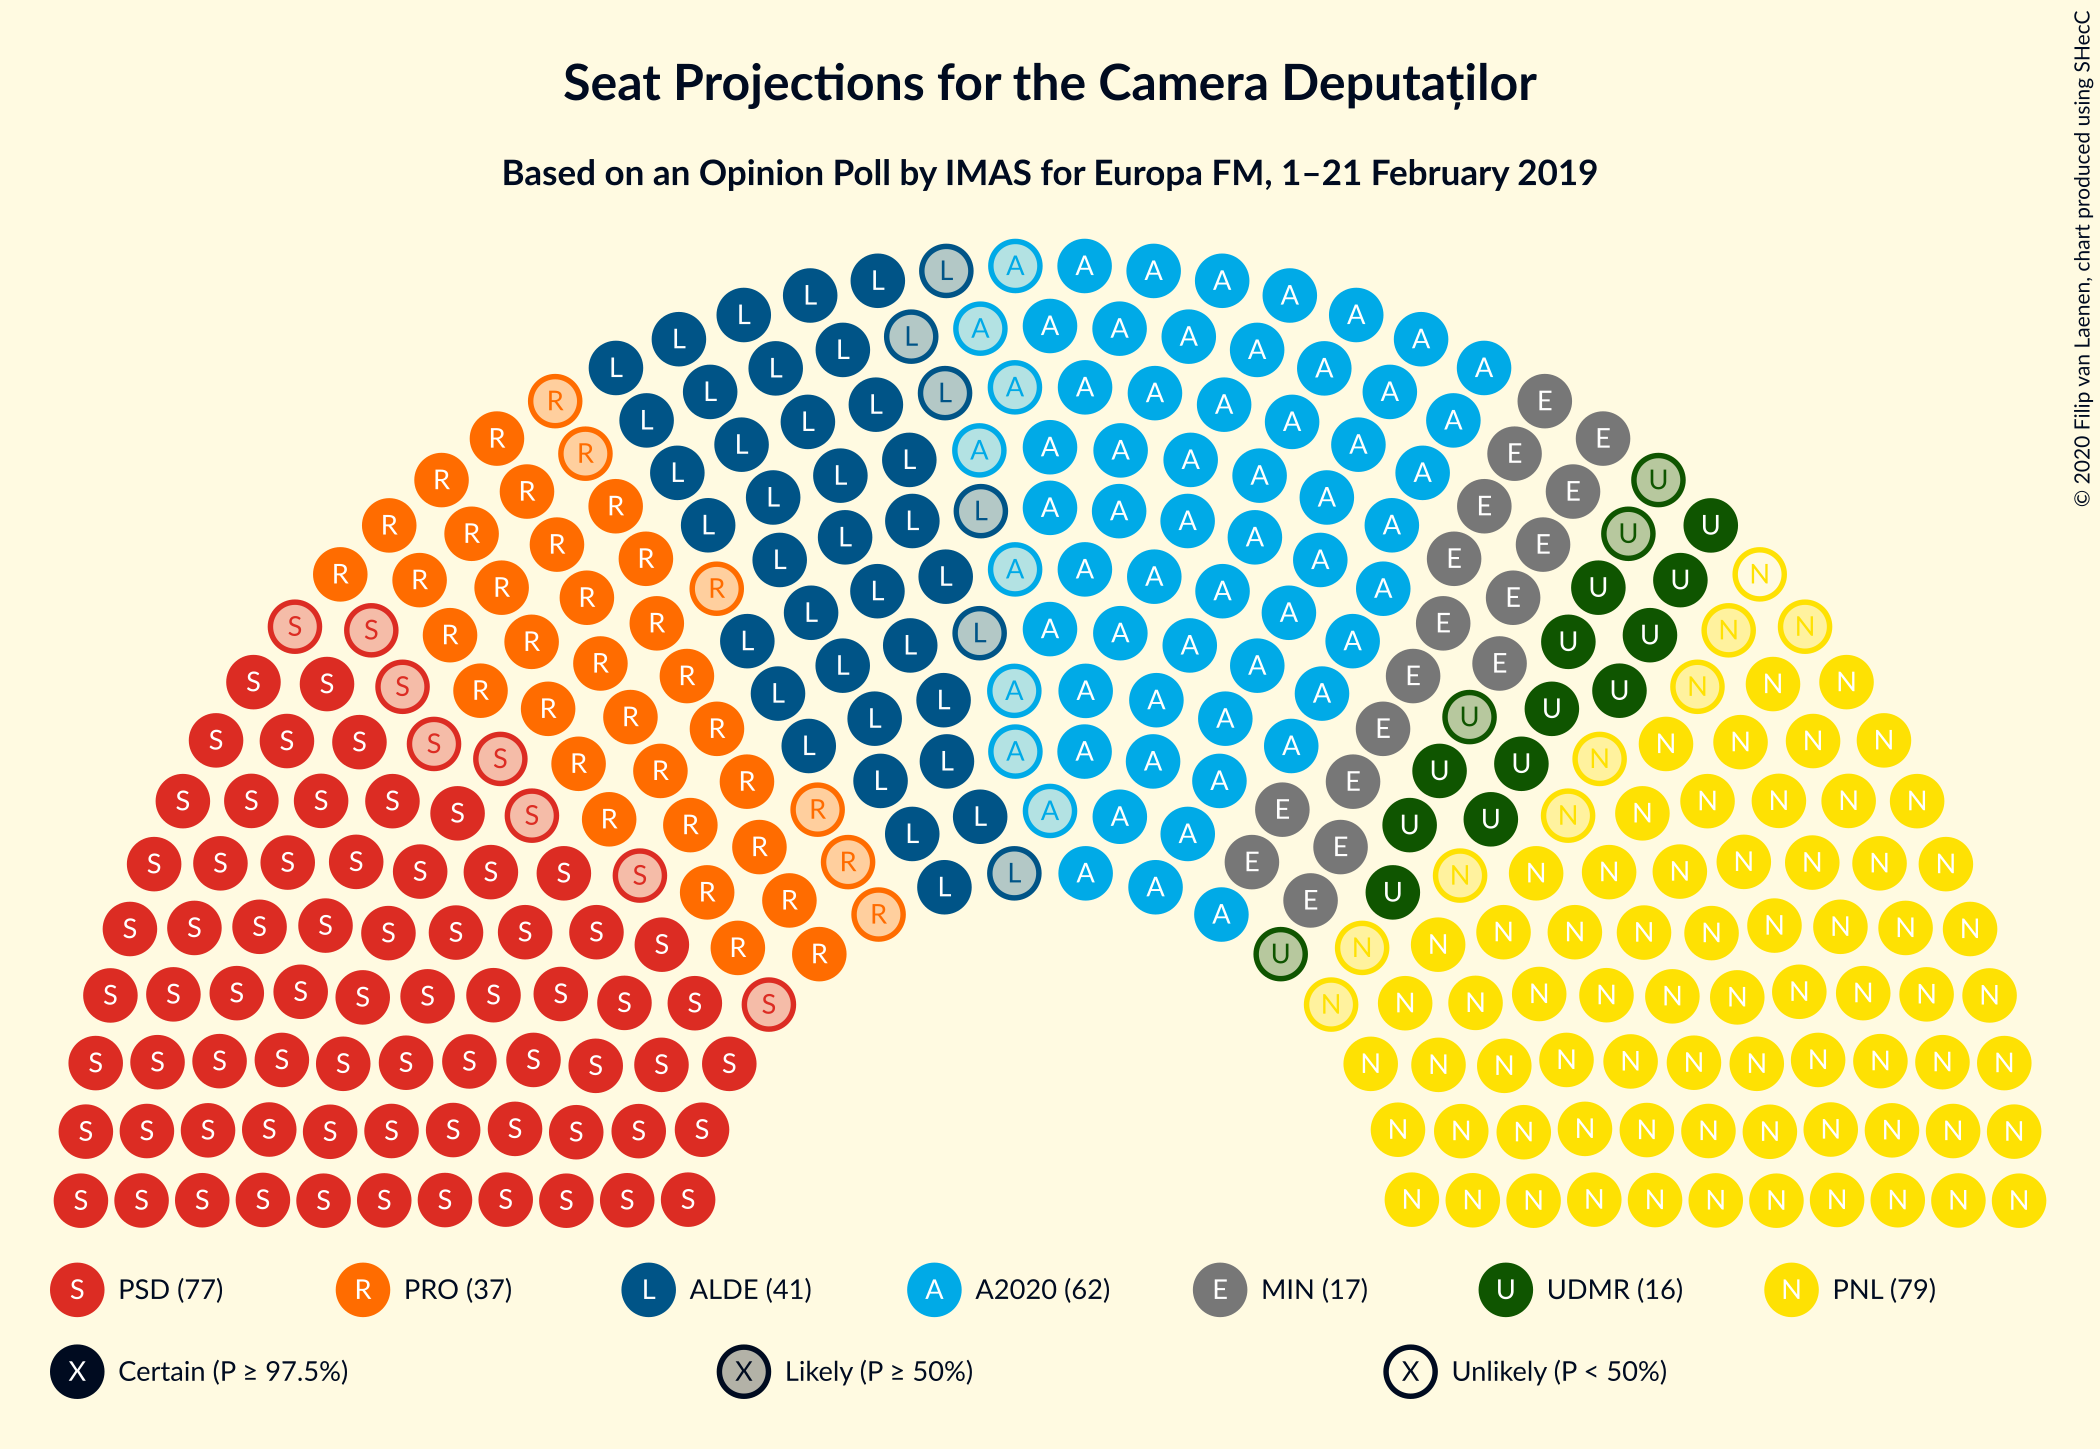 Seat Projections for the Camera Deputaților
Based on an Opinion Poll by IMAS for Europa FM, 1–21 February 2019
© 2020 Filip van Laenen, chart produced using SHecC
S PSD (77) R PRO (37) L ALDE (41) A A2020 (62) E MIN (17) U UDMR (16) N PNL (79)
X Certain (P ≥ 97.5%) X Likely (P ≥ 50%) X Unlikely (P < 50%)